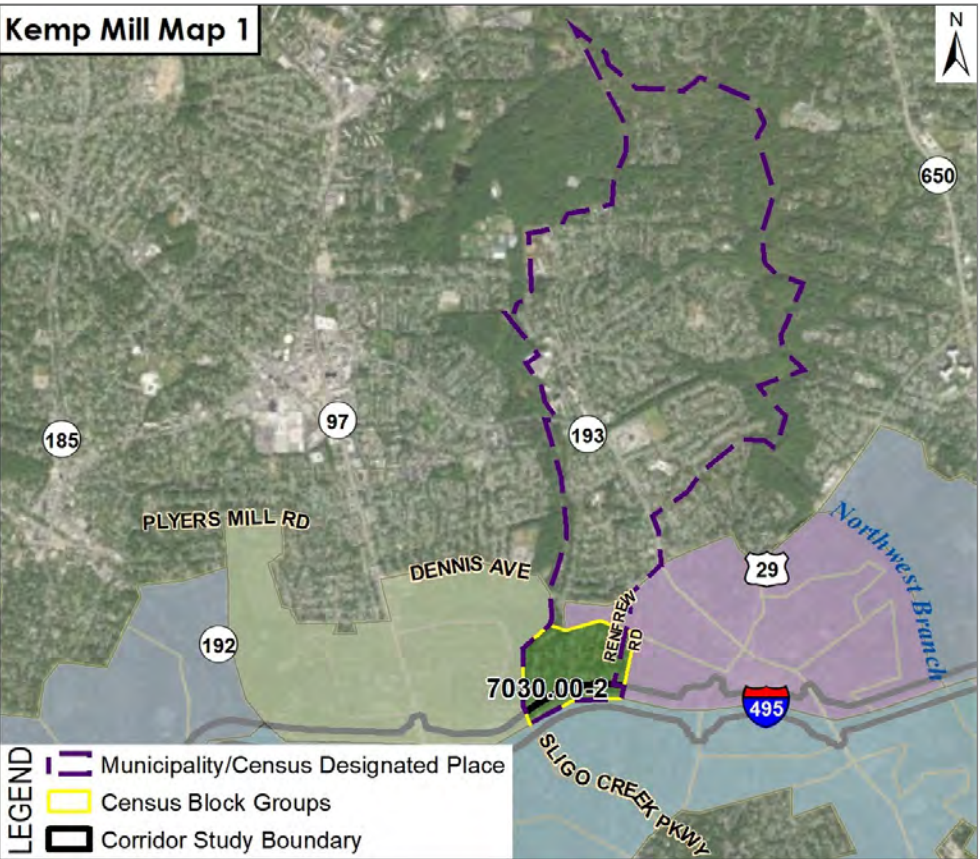 Kemp Mill Map 1
N
650
97
193
185
PLYERS MILL RD
Northwest Branch
DENNIS AVE
29
192
RENFREW RD
7030.00-2
495
SLIGO CREEK PKWY
LEGEND
Municipality/Census Designated Place
Census Block Groups
Corridor Study Boundary